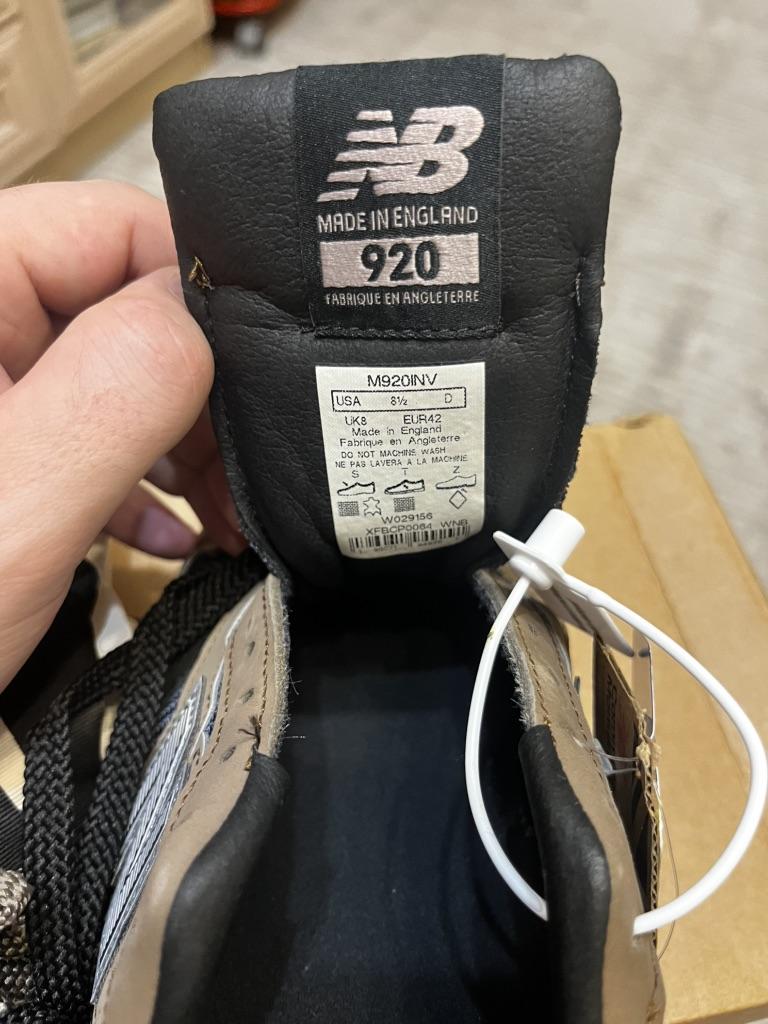 NB
MADE IN ENGLAND
920
FABRIQUE EN ANGLETERRE
M920INV
USA 8½ D
UK8 EUR42
Made in England
Fabrique en Angleterre
DO NOT MACHINE WASH
NE PAS LAVERA A LA MACHINE
S T Z
W029156
XFBCP0064 WNB